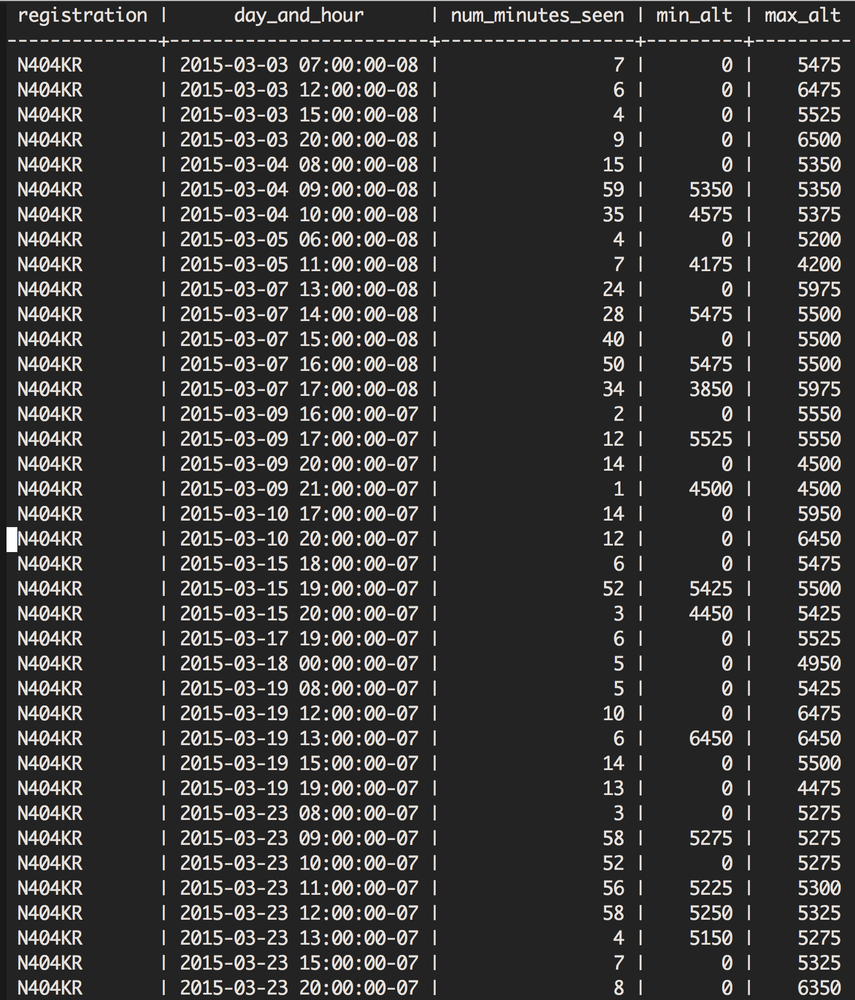 registration | day_and_hour | num_minutes_seen | min_alt | max_alt
--------------+------------------------+------------------+---------+---------
N404KR | 2015-03-03 07:00:00-08 | 7 | 0 | 5475
N404KR | 2015-03-03 12:00:00-08 | 6 | 0 | 6475
N404KR | 2015-03-03 15:00:00-08 | 4 | 0 | 5525
N404KR | 2015-03-03 20:00:00-08 | 9 | 0 | 6500
N404KR | 2015-03-04 08:00:00-08 | 15 | 0 | 5350
N404KR | 2015-03-04 09:00:00-08 | 59 | 5350 | 5350
N404KR | 2015-03-04 10:00:00-08 | 35 | 4575 | 5375
N404KR | 2015-03-05 06:00:00-08 | 4 | 0 | 5200
N404KR | 2015-03-05 11:00:00-08 | 7 | 4175 | 4200
N404KR | 2015-03-07 13:00:00-08 | 24 | 0 | 5975
N404KR | 2015-03-07 14:00:00-08 | 28 | 5475 | 5500
N404KR | 2015-03-07 15:00:00-08 | 40 | 0 | 5500
N404KR | 2015-03-07 16:00:00-08 | 50 | 5475 | 5500
N404KR | 2015-03-07 17:00:00-08 | 34 | 3850 | 5975
N404KR | 2015-03-09 16:00:00-07 | 2 | 0 | 5550
N404KR | 2015-03-09 17:00:00-07 | 12 | 5525 | 5550
N404KR | 2015-03-09 20:00:00-07 | 14 | 0 | 4500
N404KR | 2015-03-09 21:00:00-07 | 1 | 4500 | 4500
N404KR | 2015-03-10 17:00:00-07 | 14 | 0 | 5950
N404KR | 2015-03-10 20:00:00-07 | 12 | 0 | 6450
N404KR | 2015-03-15 18:00:00-07 | 6 | 0 | 5475
N404KR | 2015-03-15 19:00:00-07 | 52 | 5425 | 5500
N404KR | 2015-03-15 20:00:00-07 | 3 | 4450 | 5425
N404KR | 2015-03-17 19:00:00-07 | 6 | 0 | 5525
N404KR | 2015-03-18 00:00:00-07 | 5 | 0 | 4950
N404KR | 2015-03-19 08:00:00-07 | 5 | 0 | 5425
N404KR | 2015-03-19 12:00:00-07 | 10 | 0 | 6475
N404KR | 2015-03-19 13:00:00-07 | 6 | 6450 | 6450
N404KR | 2015-03-19 15:00:00-07 | 14 | 0 | 5500
N404KR | 2015-03-19 19:00:00-07 | 13 | 0 | 4475
N404KR | 2015-03-23 08:00:00-07 | 3 | 0 | 5275
N404KR | 2015-03-23 09:00:00-07 | 58 | 5275 | 5275
N404KR | 2015-03-23 10:00:00-07 | 52 | 0 | 5275
N404KR | 2015-03-23 11:00:00-07 | 56 | 5225 | 5300
N404KR | 2015-03-23 12:00:00-07 | 58 | 5250 | 5325
N404KR | 2015-03-23 13:00:00-07 | 4 | 5150 | 5275
N404KR | 2015-03-23 15:00:00-07 | 7 | 0 | 5325
N404KR | 2015-03-23 20:00:00-07 | 8 | 0 | 6350